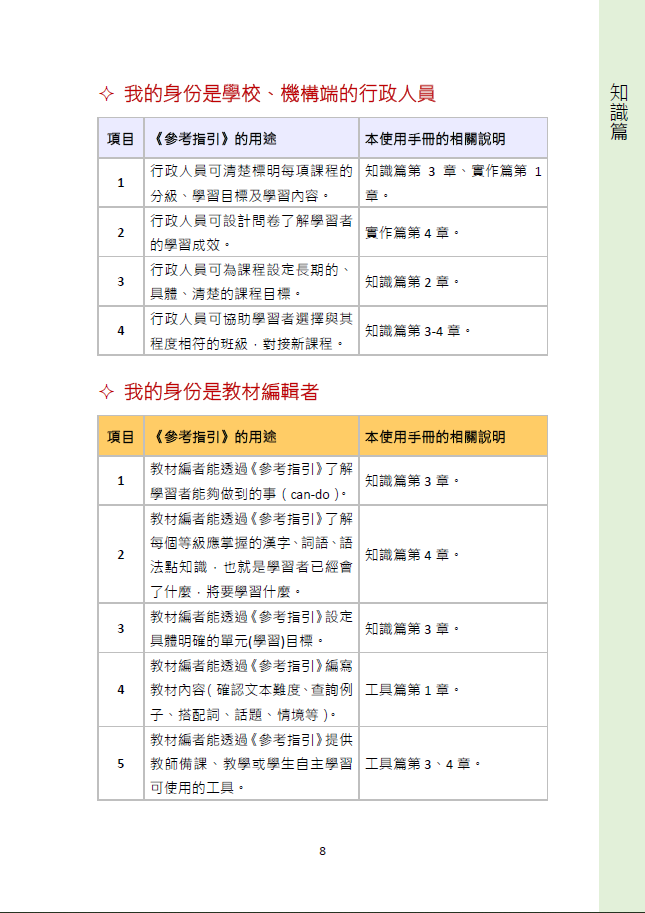 知識篇
✧ 我的身份是學校、機構端的行政人員
項目 《參考指引》的用途 本使用手冊的相關說明
1 行政人員可清楚標明每項課程的 知識篇第 3 章、實作篇第 1
分級、學習目標及學習內容。 章。
2 行政人員可設計問卷了解學習者 實作篇第 4 章。
的學習成效。
3 行政人員可為課程設定長期的、 知識篇第 2 章。
具體、清楚的課程目標。
4 行政人員可協助學習者選擇與其 知識篇第 3-4 章。
程度相符的班級，對接新課程。
✧ 我的身份是教材編輯者
項目 《參考指引》的用途 本使用手冊的相關說明
1 教材編者能透過《參考指引》了解 知識篇第 3 章。
學習者能夠做到的事（can-do）。
2 教材編者能透過《參考指引》了解 知識篇第 4 章。
每個等級應掌握的漢字、詞語、語
法點知識，也就是學習者已經會
了什麼，將要學習什麼。
3 教材編者能透過《參考指引》設定 知識篇第 3 章。
具體明確的單元(學習)目標。
4 教材編者能透過《參考指引》編寫 工具篇第 1 章。
教材內容（確認文本難度、查詢例
子、搭配詞、話題、情境等）。
5 教材編者能透過《參考指引》提供 工具篇第 3、4 章。
教師備課、教學或學生自主學習
可使用的工具。
8